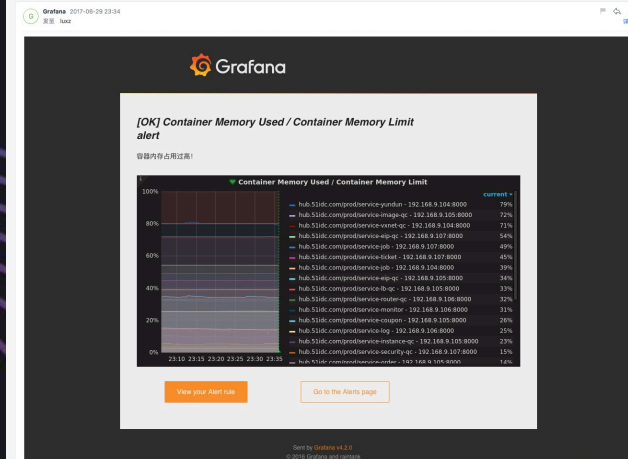 G
Grafana 2017-06-29 23:34
发至 luxz
Grafana
[OK] Container Memory Used / Container Memory Limit
alert
容器内存占用过高!
Container Memory Used / Container Memory Limit
current
100%
80%
60%
40%
20%
0%
23:10 23:15 23:20 23:25 23:30 23:35
hub.51idc.com/prod/service-yundun - 192.168.9.104:8000 79%
hub.51idc.com/prod/service-image-qc - 192.168.9.105:8000 72%
hub.51idc.com/prod/service-vxnet-qc - 192.168.9.104:8000 71%
hub.51idc.com/prod/service-eip-qc - 192.168.9.107:8000 54%
hub.51idc.com/prod/service-job - 192.168.9.107:8000 49%
hub.51idc.com/prod/service-ticket - 192.168.9.107:8000 45%
hub.51idc.com/prod/service-job - 192.168.9.104:8000 39%
hub.51idc.com/prod/service-eip-qc - 192.168.9.105:8000 34%
hub.51idc.com/prod/service-lb-qc - 192.168.9.105:8000 33%
hub.51idc.com/prod/service-router-qc - 192.168.9.106:8000 32%
hub.51idc.com/prod/service-monitor - 192.168.9.106:8000 31%
hub.51idc.com/prod/service-coupon - 192.168.9.105:8000 26%
hub.51idc.com/prod/service-log - 192.168.9.106:8000 25%
hub.51idc.com/prod/service-instance-qc - 192.168.9.105:8000 23%
hub.51idc.com/prod/service-security-qc - 192.168.9.107:8000 15%
hub.51idc.com/prod/service-order - 192.168.9.105:8000 14%
View your Alert rule
Go to the Alerts page
Sent by Grafana v4.2.0
© 2016 Grafana and raintank